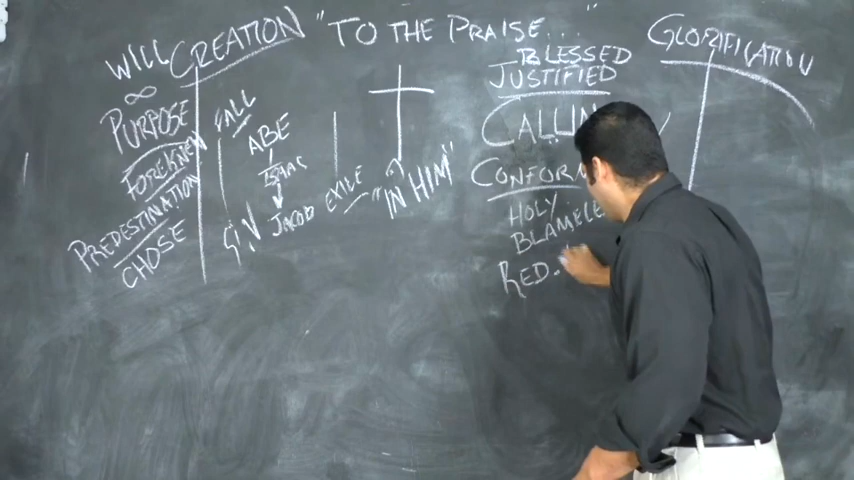 WILL
CREATION
"TO THE PRAISE..."
GLORIFICATION
∞
PURPOSE
FOREKNEW
PREDESTINATION
CHOSE
FALL
ABE
ISAAC
JACOB
EXILE
"IN HIM"
BLESSED
JUSTIFIED
CALLIN
CONFORM
HOLY
BLAMELE
RED.